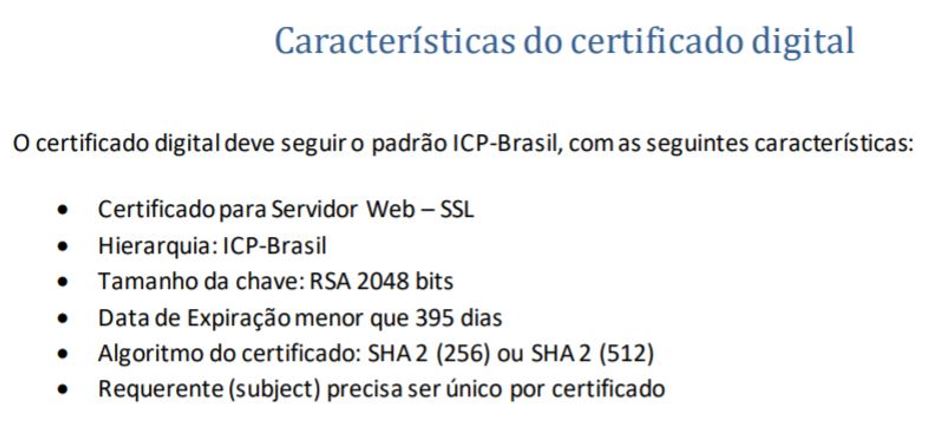 Características do certificado digital
O certificado digital deve seguir o padrão ICP-Brasil, com as seguintes características:
• Certificado para Servidor Web – SSL
• Hierarquia: ICP-Brasil
• Tamanho da chave: RSA 2048 bits
• Data de Expiração menor que 395 dias
• Algoritmo do certificado: SHA 2 (256) ou SHA 2 (512)
• Requerente (subject) precisa ser único por certificado